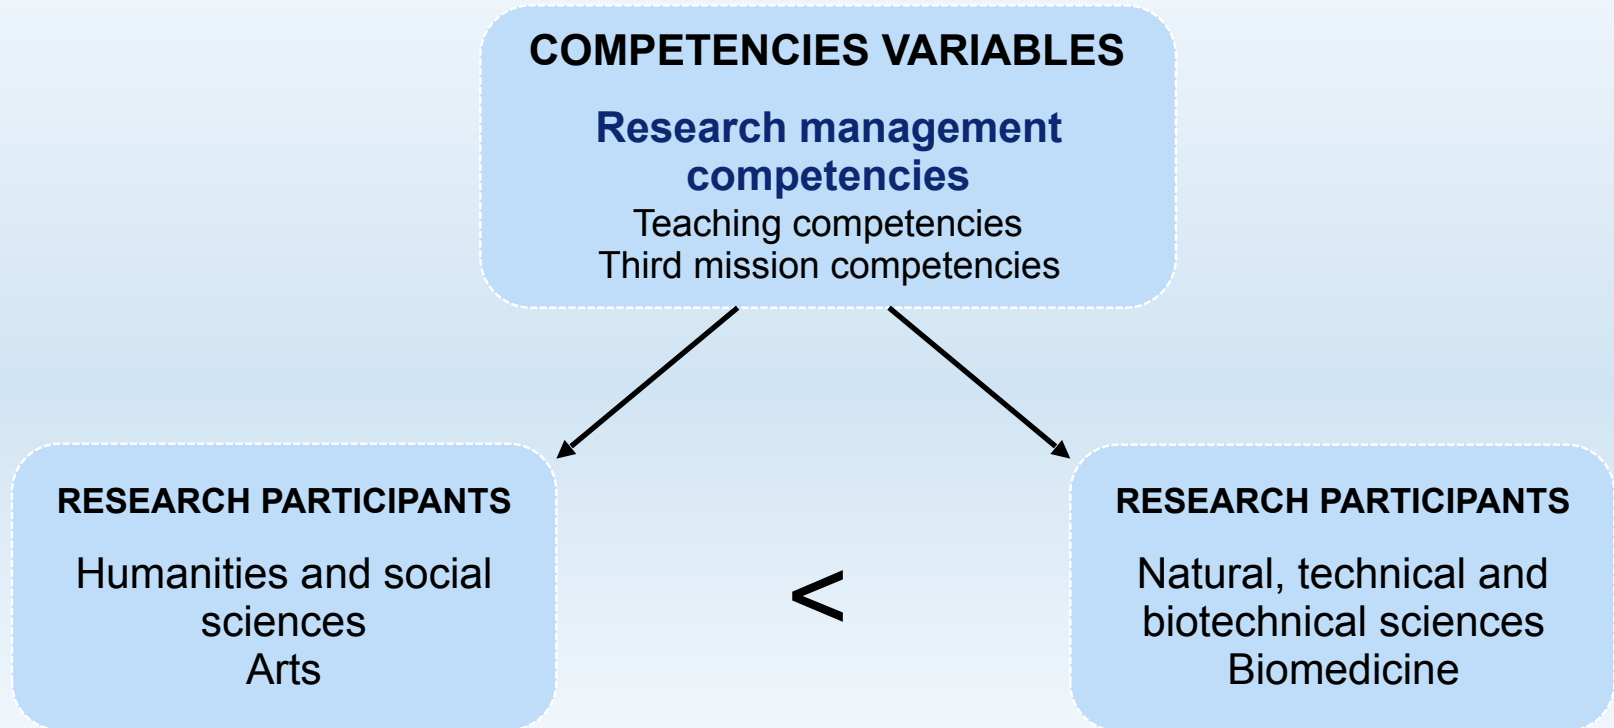 COMPETENCIES VARIABLES
Research management
competencies
Teaching competencies
Third mission competencies
RESEARCH PARTICIPANTS
Humanities and social
sciences
Arts
<
RESEARCH PARTICIPANTS
Natural, technical and
biotechnical sciences
Biomedicine